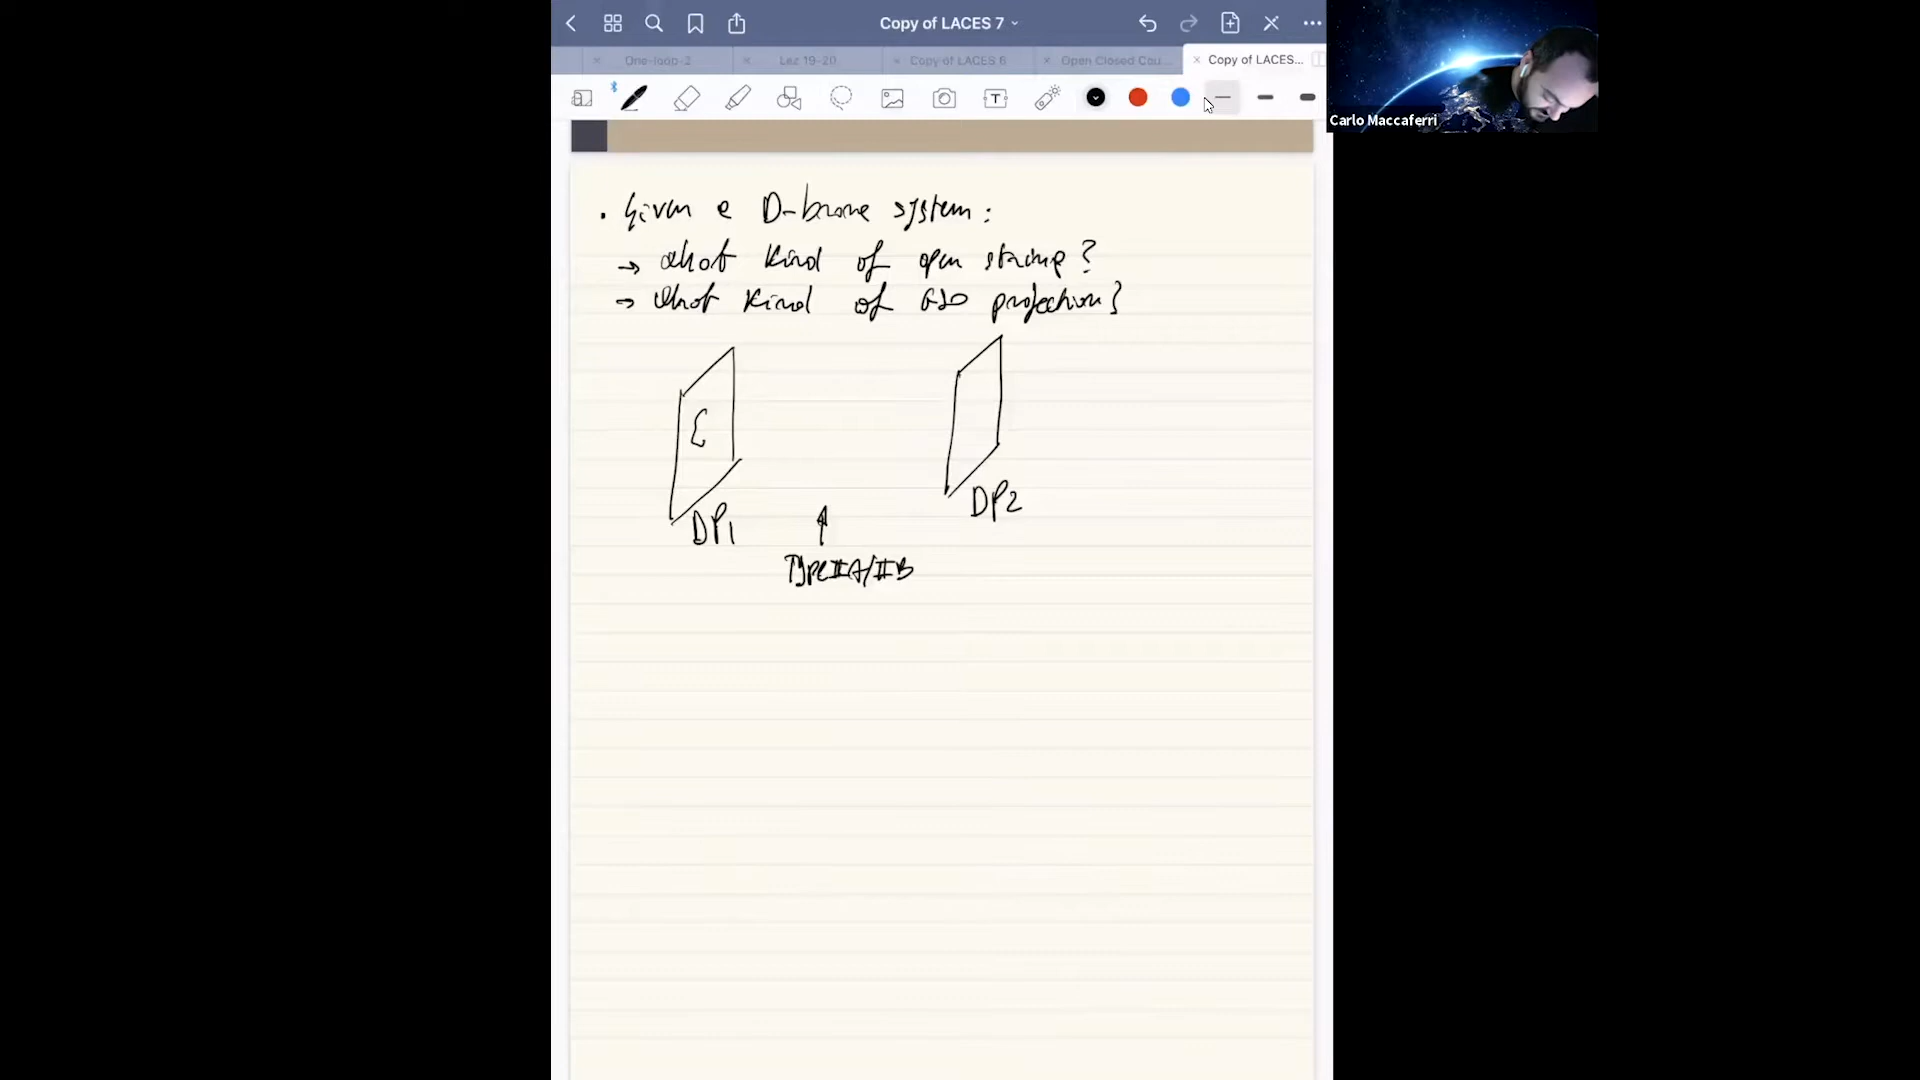 Copy of LACES 7
One-loop-2
Lez 19-20
Copy of LACES 6
Open Closed Cou...
Copy of LACES...
Carlo Maccaferri
. Given a D-brane system:
→ what kind of open strings?
→ what kind of GSO projection?
DP1
DP2
Type IIA/IIB